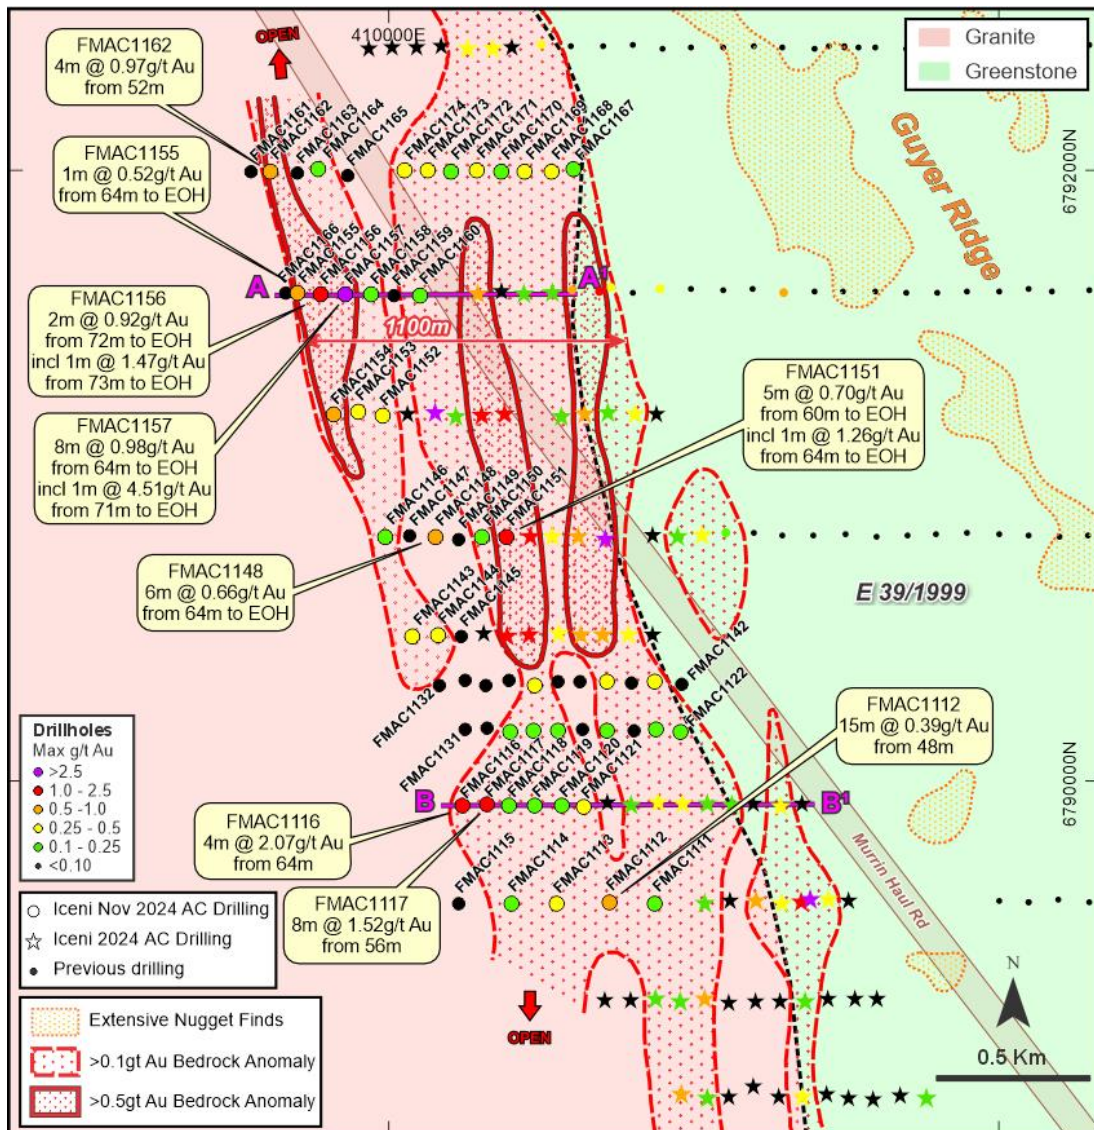 410000E
Granite
Greenstone
OPEN
FMAC1162
4m @ 0.97g/t Au
from 52m
FMAC1161
FMAC1162
FMAC1163
FMAC1164
FMAC1165
FMAC1174
FMAC1173
FMAC1172
FMAC1171
FMAC1170
FMAC1169
FMAC1168
FMAC1167
Guyer Ridge
6792000N
FMAC1155
1m @ 0.52g/t Au
from 64m to EOH
FMAC1166
FMAC1155
FMAC1156
FMAC1157
FMAC1158
FMAC1159
FMAC1160
A
A¹
1100m
FMAC1156
2m @ 0.92g/t Au
from 72m to EOH
incl 1m @ 1.47g/t Au
from 73m to EOH
FMAC1154
FMAC1153
FMAC1152
FMAC1151
5m @ 0.70g/t Au
from 60m to EOH
incl 1m @ 1.26g/t Au
from 64m to EOH
FMAC1157
8m @ 0.98g/t Au
from 64m to EOH
incl 1m @ 4.51g/t Au
from 71m to EOH
FMAC1146
FMAC1147
FMAC1148
FMAC1149
FMAC1150
FMAC1151
FMAC1148
6m @ 0.66g/t Au
from 64m to EOH
E 39/1999
FMAC1143
FMAC1144
FMAC1145
FMAC1132
FMAC1142
FMAC1131
FMAC1122
FMAC1112
15m @ 0.39g/t Au
from 48m
Drillholes
Max g/t Au
>2.5
1.0 - 2.5
0.5 -1.0
0.25 - 0.5
0.1 - 0.25
<0.10
FMAC1116
FMAC1117
FMAC1118
FMAC1119
FMAC1120
FMAC1121
B
B¹
6790000N
FMAC1116
4m @ 2.07g/t Au
from 64m
Murrin Haul Rd
FMAC1115
FMAC1114
FMAC1113
FMAC1112
FMAC1111
FMAC1117
8m @ 1.52g/t Au
from 56m
Iceni Nov 2024 AC Drilling
Iceni 2024 AC Drilling
Previous drilling
OPEN
N
0.5 Km
Extensive Nugget Finds
>0.1gt Au Bedrock Anomaly
>0.5gt Au Bedrock Anomaly